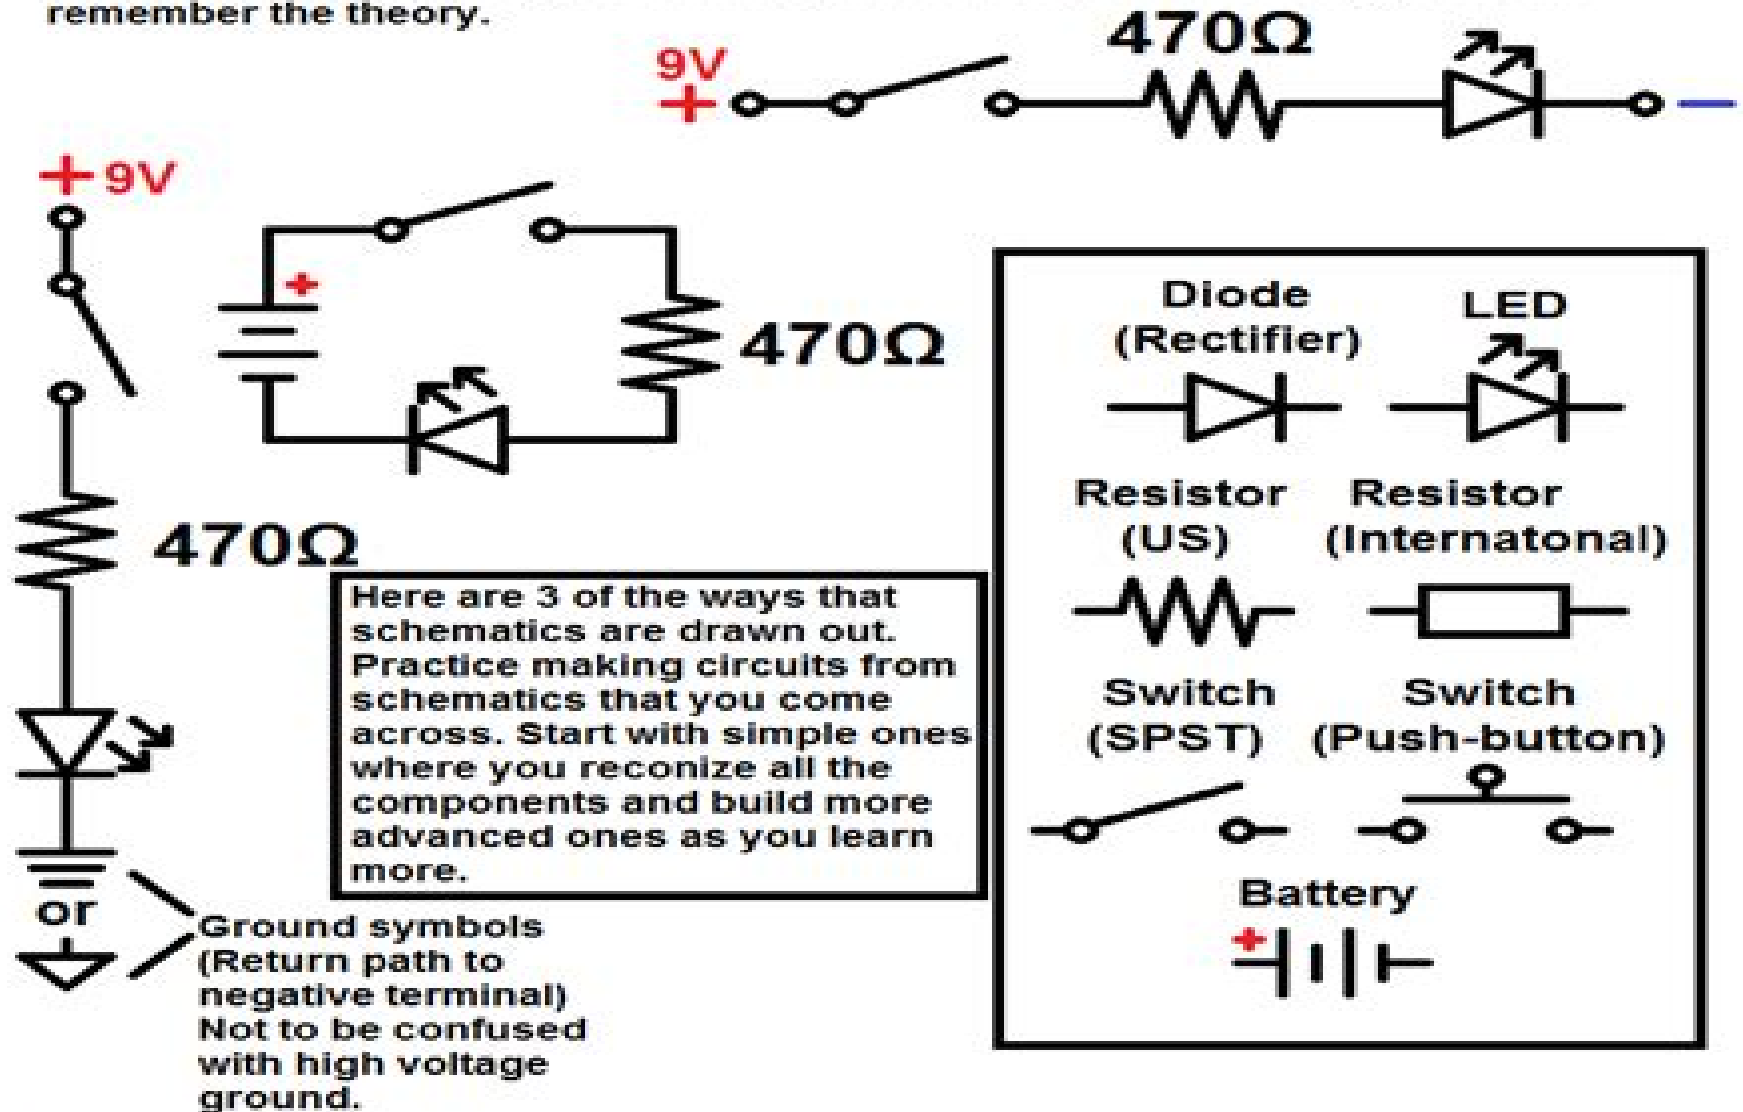 remember the theory.
470Ω
9V
+
—
+ 9V
+
470Ω
470Ω
Here are 3 of the ways that
schematics are drawn out.
Practice making circuits from
schematics that you come
across. Start with simple ones
where you reconize all the
components and build more
advanced ones as you learn
more.
or
Ground symbols
(Return path to
negative terminal)
Not to be confused
with high voltage
ground.
Diode
(Rectifier)
LED
Resistor
(US)
Resistor
(Internatonal)
Switch
(SPST)
Switch
(Push-button)
Battery
+